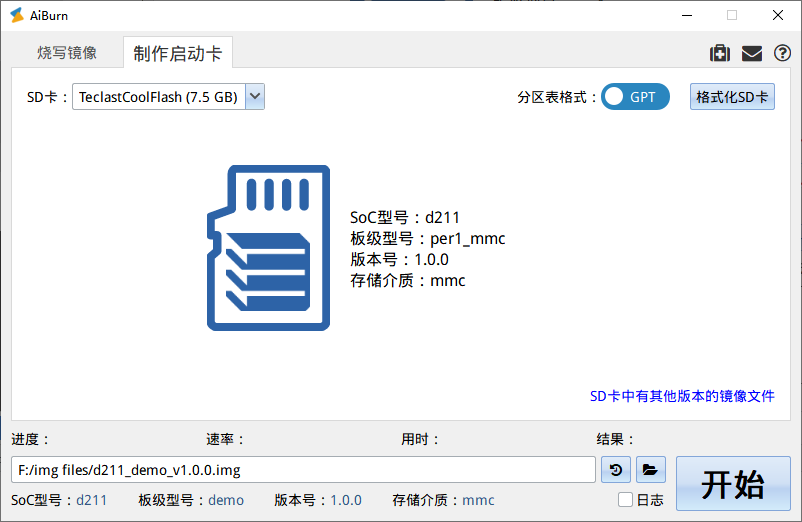 AiBurn
烧写镜像 制作启动卡
SD卡：TeclastCoolFlash (7.5 GB) 分区表格式： GPT 格式化SD卡
SoC型号：d211
板级型号：per1_mmc
版本号：1.0.0
存储介质：mmc
SD卡中有其他版本的镜像文件
进度： 速率： 用时： 结果：
F:/img files/d211_demo_v1.0.0.img
开始
SoC型号：d211 板级型号：demo 版本号：1.0.0 存储介质：mmc 日志